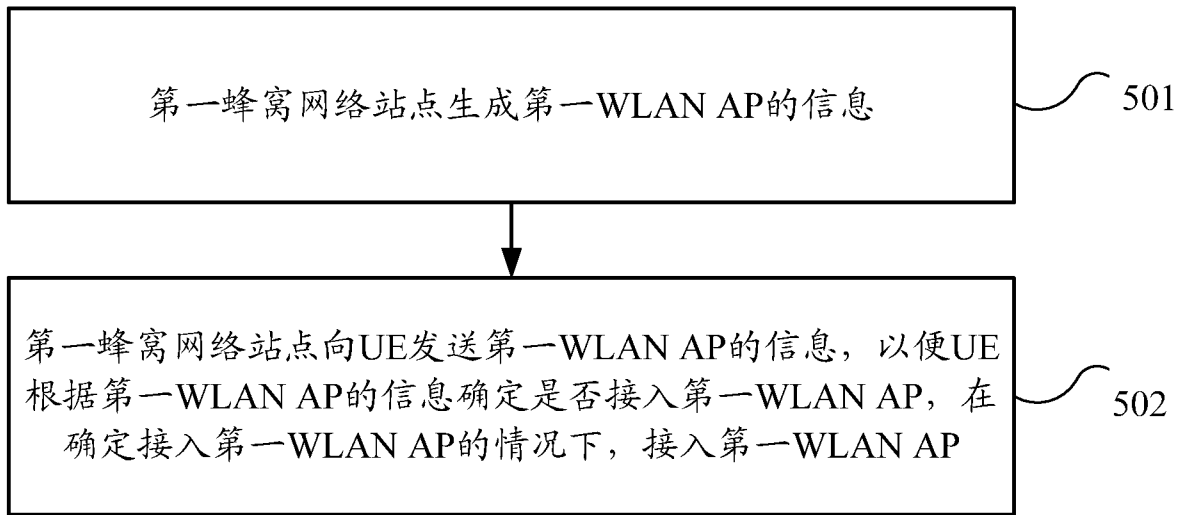 第一蜂窝网络站点生成第一WLAN AP的信息
501
第一蜂窝网络站点向UE发送第一WLAN AP的信息，以便UE
根据第一WLAN AP的信息确定是否接入第一WLAN AP，在
确定接入第一WLAN AP的情况下，接入第一WLAN AP
502